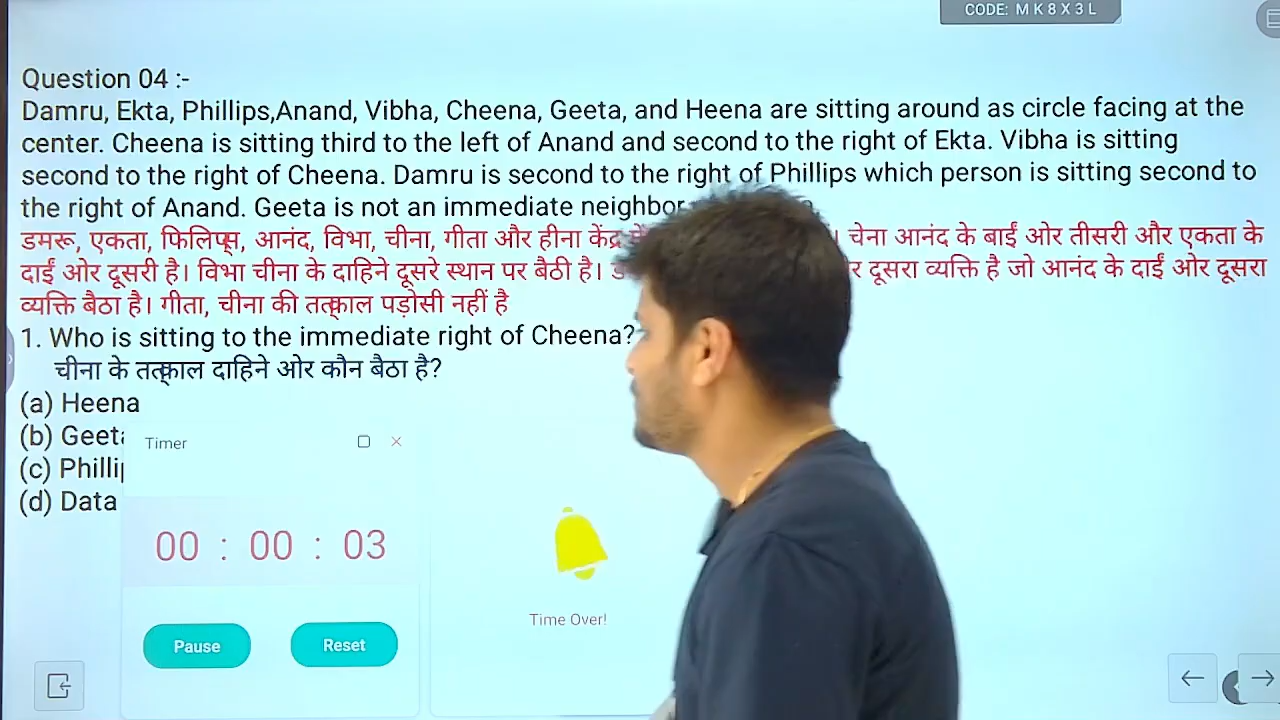 CODE: M K 8 X 3 L
Question 04 :-
Damru, Ekta, Phillips,Anand, Vibha, Cheena, Geeta, and Heena are sitting around as circle facing at the
center. Cheena is sitting third to the left of Anand and second to the right of Ekta. Vibha is sitting
second to the right of Cheena. Damru is second to the right of Phillips which person is sitting second to
the right of Anand. Geeta is not an immediate neighbor
डमरू, एकता, फिलिप्स, आनंद, विभा, चीना, गीता और हीना केंद्र । चेना आनंद के बाईं ओर तीसरी और एकता के
दाईं ओर दूसरी है। विभा चीना के दाहिने दूसरे स्थान पर बैठी है। दूसरा व्यक्ति है जो आनंद के दाईं ओर दूसरा
व्यक्ति बैठा है। गीता, चीना की तत्काल पड़ोसी नहीं है
1. Who is sitting to the immediate right of Cheena?
चीना के तत्काल दाहिने ओर कौन बैठा है?
(a) Heena
(b) Geeta
(c) Philli
(d) Data
Timer
00 : 00 : 03
Time Over!
Pause
Reset